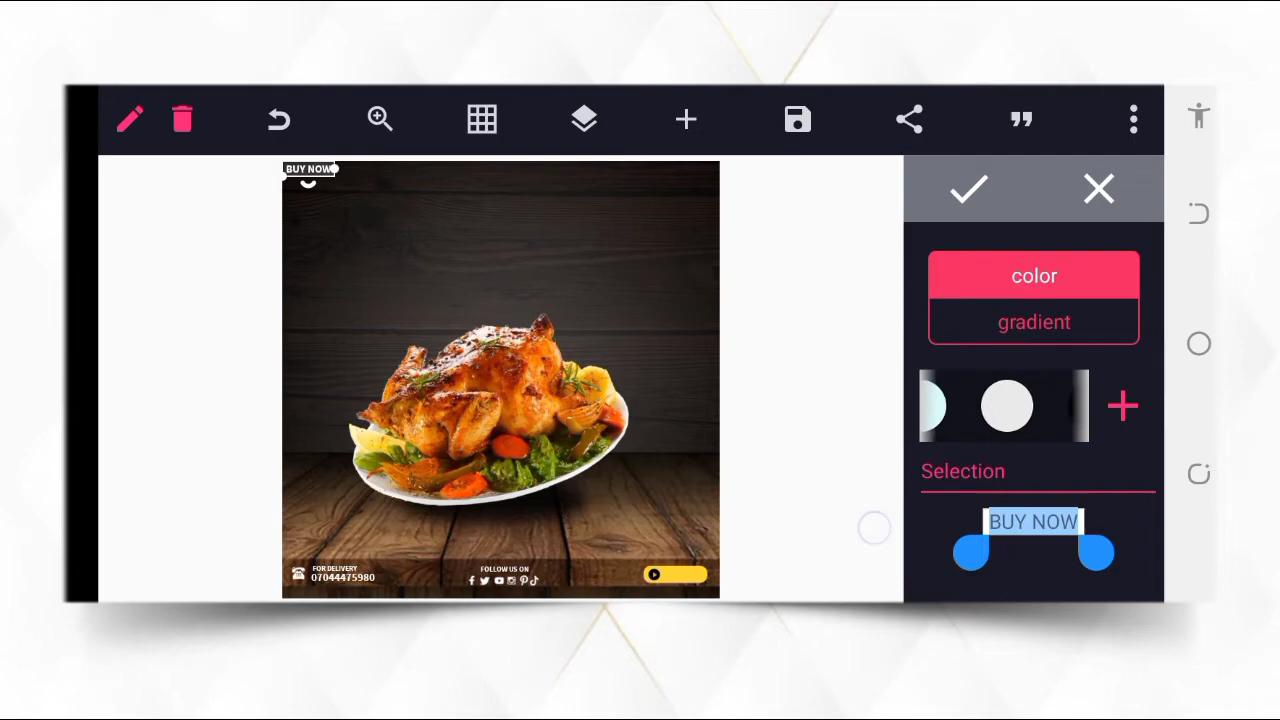 BUY NOW
color
gradient
Selection
BUY NOW
FOR DELIVERY
07044475980
FOLLOW US ON